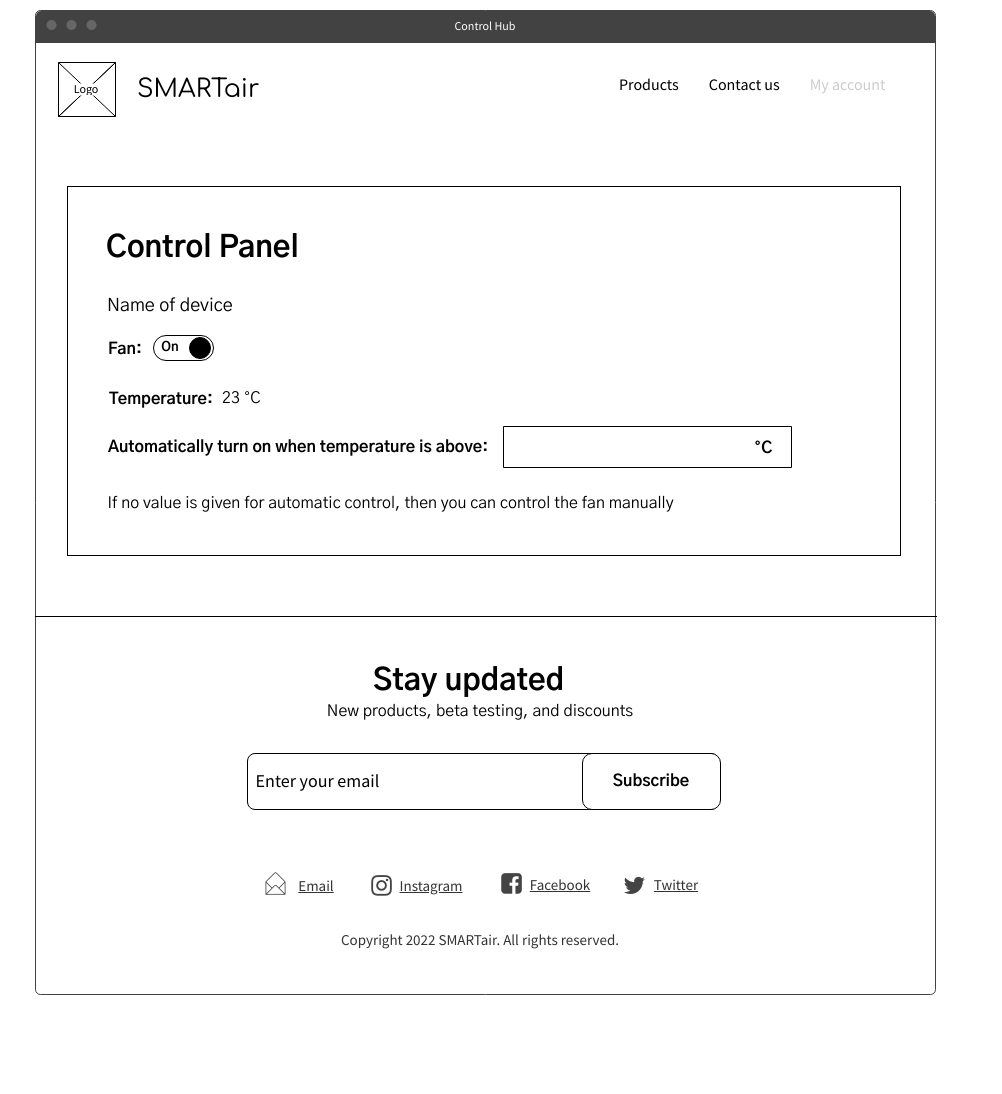 Control Hub
Logo
SMARTair
Products Contact us My account
Control Panel
Name of device
Fan: On
Temperature: 23 °C
Automatically turn on when temperature is above: °C
If no value is given for automatic control, then you can control the fan manually
Stay updated
New products, beta testing, and discounts
Enter your email Subscribe
Email Instagram Facebook Twitter
Copyright 2022 SMARTair. All rights reserved.